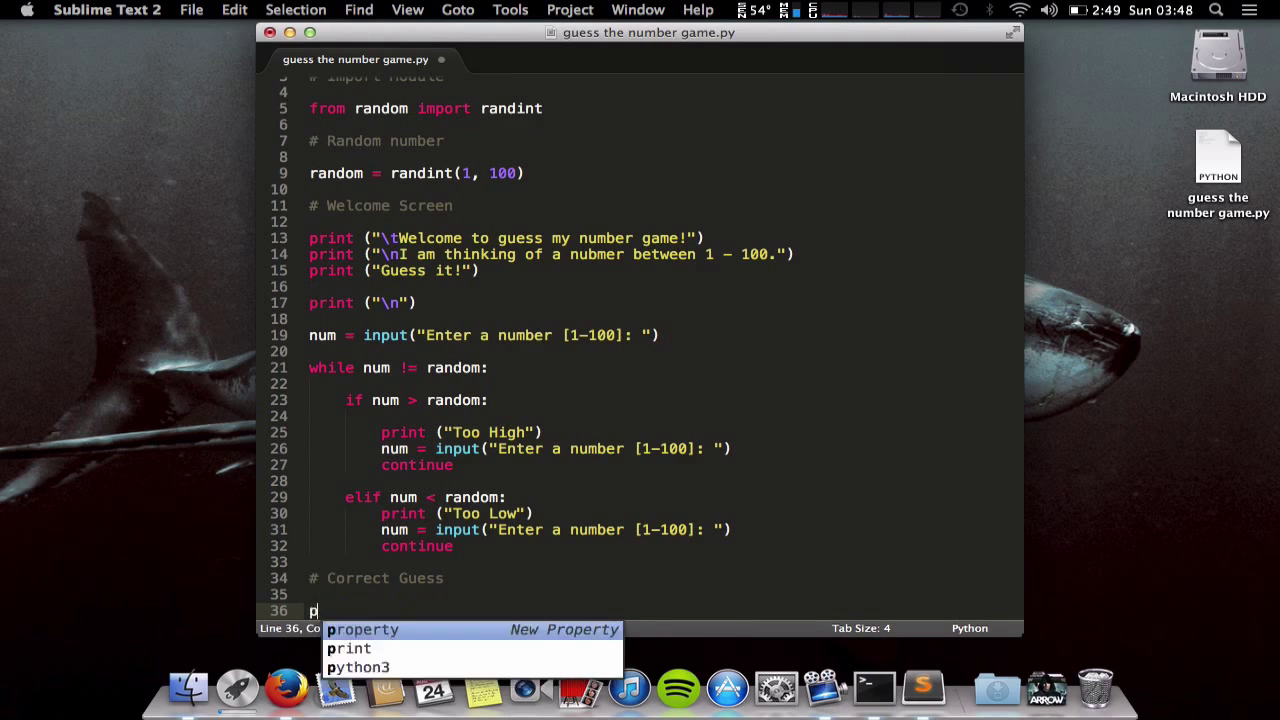 Sublime Text 2 File Edit Selection Find View Goto Tools Project Window Help 54° 2:49 Sun 03:48
guess the number game.py
guess the number game.py
3 # Import Module
4
5 from random import randint
6
7 # Random number
8
9 random = randint(1, 100)
10
11 # Welcome Screen
12
13 print ("\tWelcome to guess my number game!")
14 print ("\nI am thinking of a nubmer between 1 - 100.")
15 print ("Guess it!")
16
17 print ("\n")
18
19 num = input("Enter a number [1-100]: ")
20
21 while num != random:
22
23 if num > random:
24
25 print ("Too High")
26 num = input("Enter a number [1-100]: ")
27 continue
28
29 elif num < random:
30 print ("Too Low")
31 num = input("Enter a number [1-100]: ")
32 continue
33
34 # Correct Guess
35
36 p
property New Property
print
python3
Line 36, Co Tab Size: 4 Python
Macintosh HDD
PYTHON
guess the
number game.py
24
ARROW